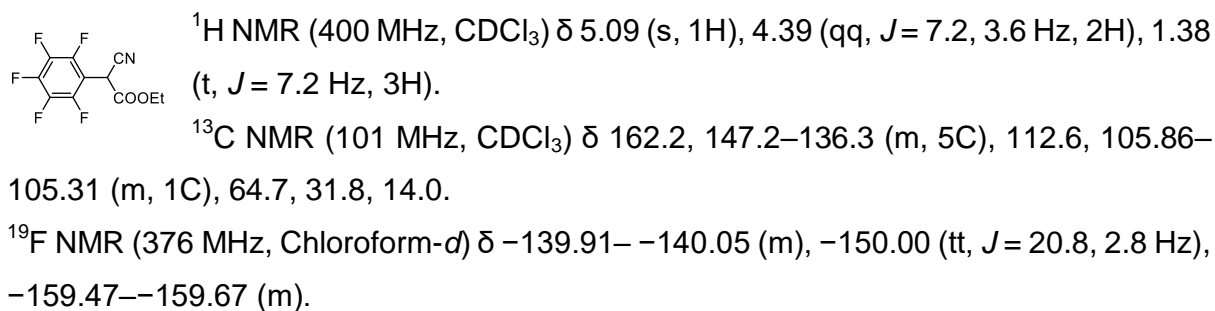 F
F
CN
F
COOEt
F
F
¹H NMR (400 MHz, CDCl₃) δ 5.09 (s, 1H), 4.39 (qq, J = 7.2, 3.6 Hz, 2H), 1.38
(t, J = 7.2 Hz, 3H).
¹³C NMR (101 MHz, CDCl₃) δ 162.2, 147.2–136.3 (m, 5C), 112.6, 105.86–
105.31 (m, 1C), 64.7, 31.8, 14.0.
¹⁹F NMR (376 MHz, Chloroform-d) δ −139.91– −140.05 (m), −150.00 (tt, J = 20.8, 2.8 Hz),
−159.47–−159.67 (m).